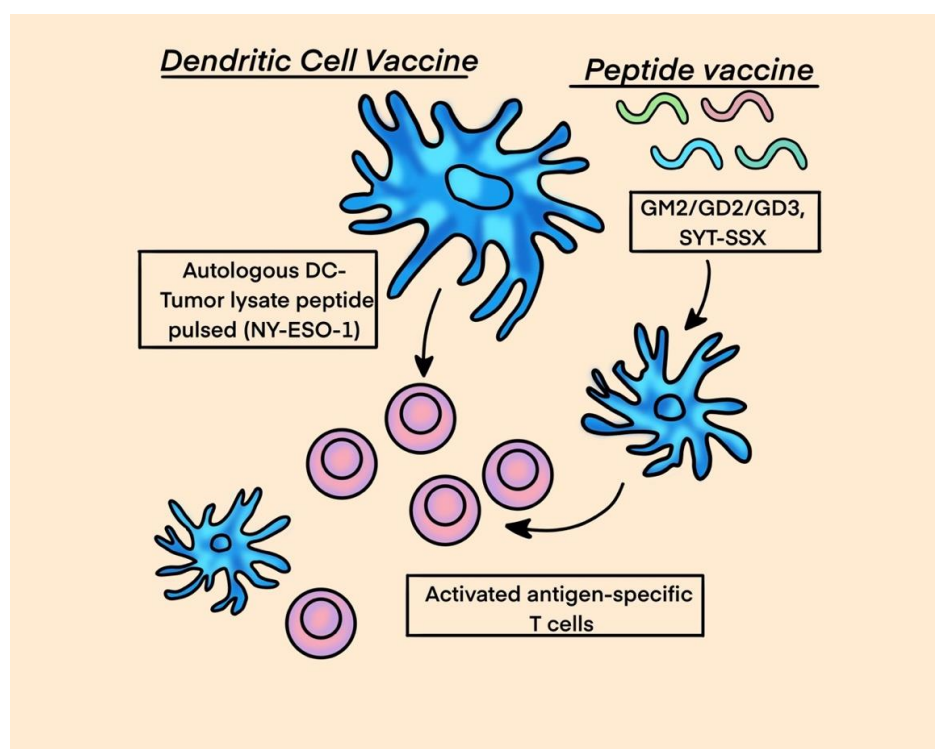 Dendritic Cell Vaccine
Peptide vaccine
GM2/GD2/GD3,
SYT-SSX
Autologous DC-
Tumor lysate peptide
pulsed (NY-ESO-1)
Activated antigen-specific
T cells